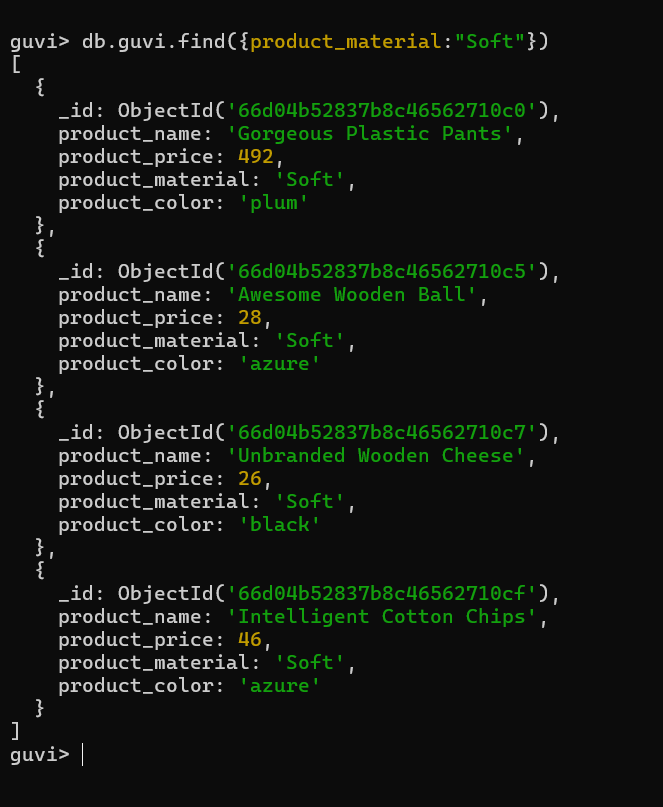 guvi> db.guvi.find({product_material:"Soft"})
[
  {
    _id: ObjectId('66d04b52837b8c46562710c0'),
    product_name: 'Gorgeous Plastic Pants',
    product_price: 492,
    product_material: 'Soft',
    product_color: 'plum'
  },
  {
    _id: ObjectId('66d04b52837b8c46562710c5'),
    product_name: 'Awesome Wooden Ball',
    product_price: 28,
    product_material: 'Soft',
    product_color: 'azure'
  },
  {
    _id: ObjectId('66d04b52837b8c46562710c7'),
    product_name: 'Unbranded Wooden Cheese',
    product_price: 26,
    product_material: 'Soft',
    product_color: 'black'
  },
  {
    _id: ObjectId('66d04b52837b8c46562710cf'),
    product_name: 'Intelligent Cotton Chips',
    product_price: 46,
    product_material: 'Soft',
    product_color: 'azure'
  }
]
guvi>